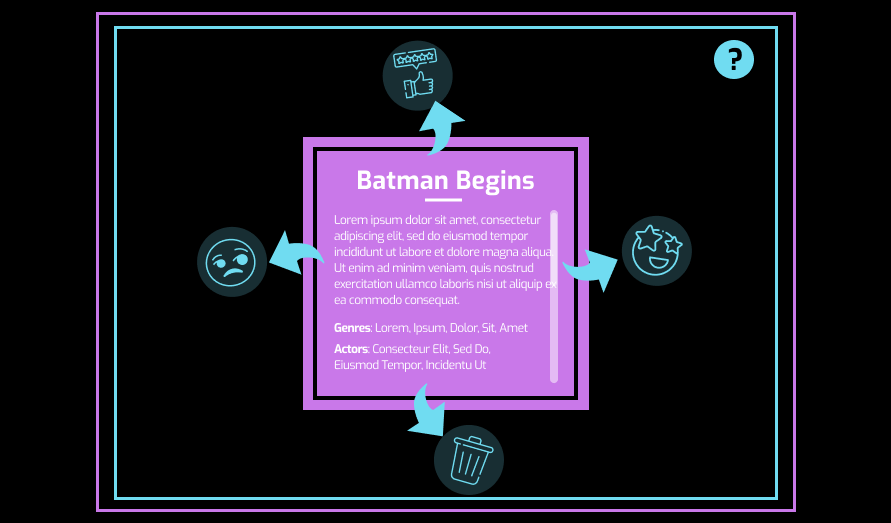 ?
Batman Begins
Lorem ipsum dolor sit amet, consectetur
adipiscing elit, sed do eiusmod tempor
incididunt ut labore et dolore magna aliqua.
Ut enim ad minim veniam, quis nostrud
exercitation ullamco laboris nisi ut aliquip ex
ea commodo consequat.
Genres: Lorem, Ipsum, Dolor, Sit, Amet
Actors: Consecteur Elit, Sed Do,
Eiusmod Tempor, Incidentu Ut